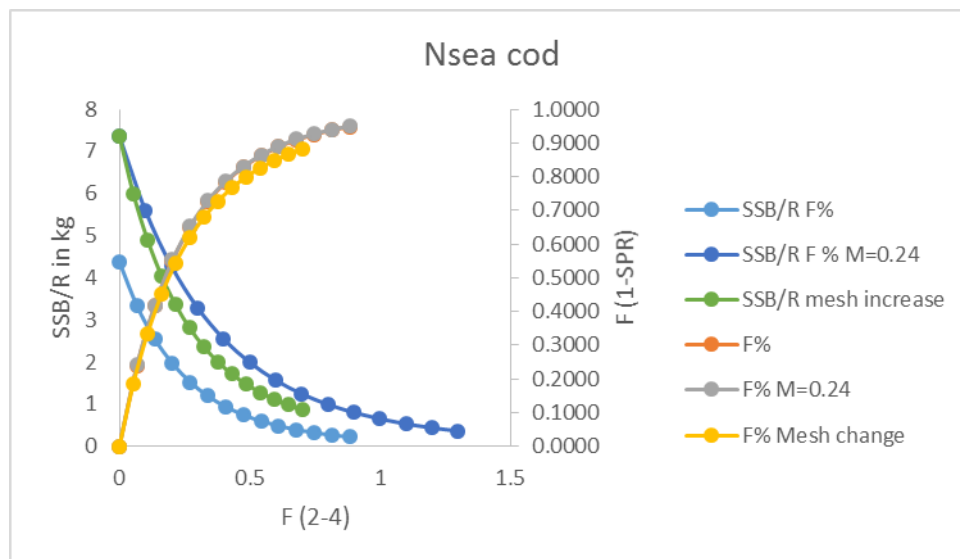 Nsea cod
8
7
6
5
4
3
2
1
0
SSB/R in kg
0
0.5
1
1.5
F (2-4)
1.0000
0.9000
0.8000
0.7000
0.6000
0.5000
0.4000
0.3000
0.2000
0.1000
0.0000
F (1-SPR)
SSB/R F%
SSB/R F % M=0.24
SSB/R mesh increase
F%
F% M=0.24
F% Mesh change